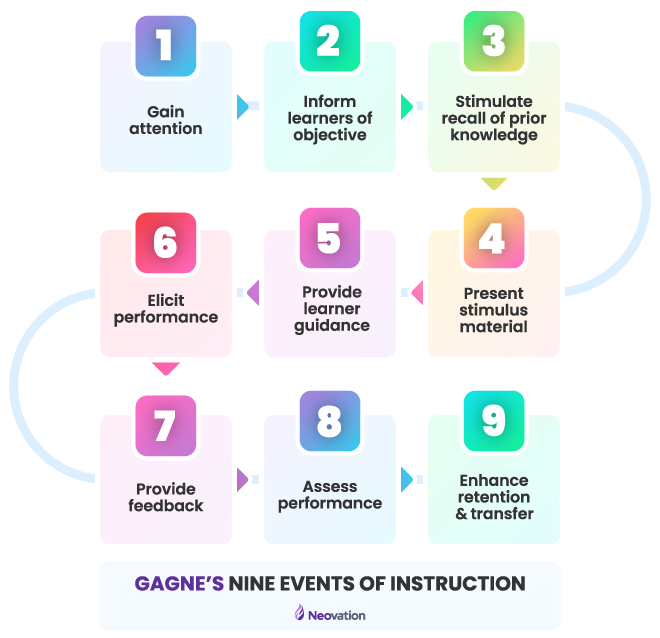 1
Gain
attention
2
Inform
learners of
objective
3
Stimulate
recall of prior
knowledge
4
Present
stimulus
material
5
Provide
learner
guidance
6
Elicit
performance
7
Provide
feedback
8
Assess
performance
9
Enhance
retention
& transfer
GAGNE'S NINE EVENTS OF INSTRUCTION
Neovation